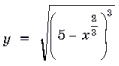 y = √((5 − x^(2/3))^3)